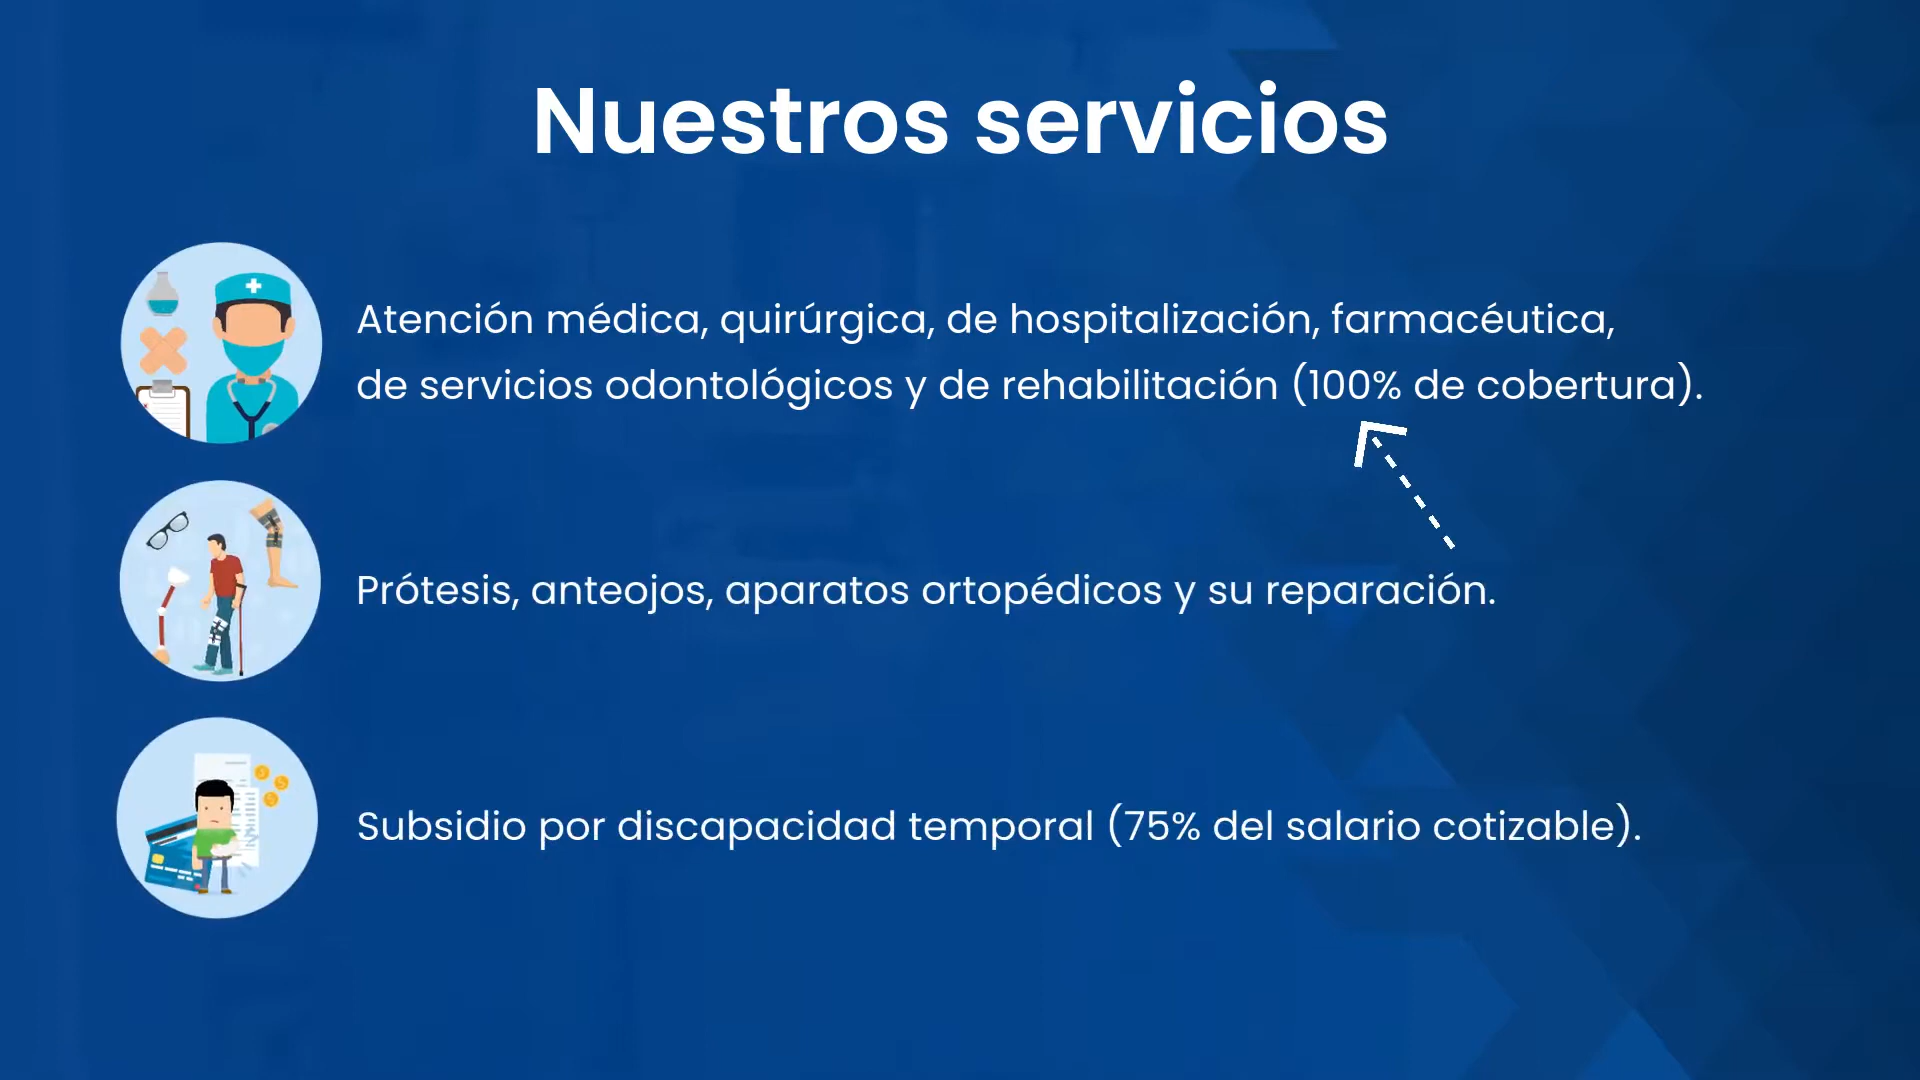 Nuestros servicios
Atención médica, quirúrgica, de hospitalización, farmacéutica,
de servicios odontológicos y de rehabilitación (100% de cobertura).
Prótesis, anteojos, aparatos ortopédicos y su reparación.
Subsidio por discapacidad temporal (75% del salario cotizable).